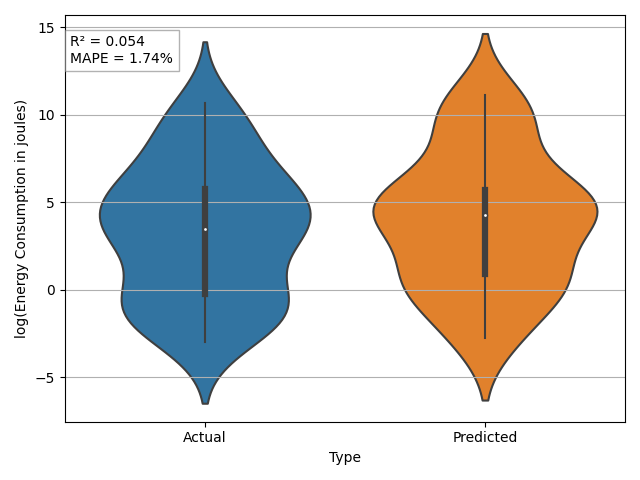 15
R² = 0.054
MAPE = 1.74%
10
5
0
−5
log(Energy Consumption in joules)
Actual
Predicted
Type